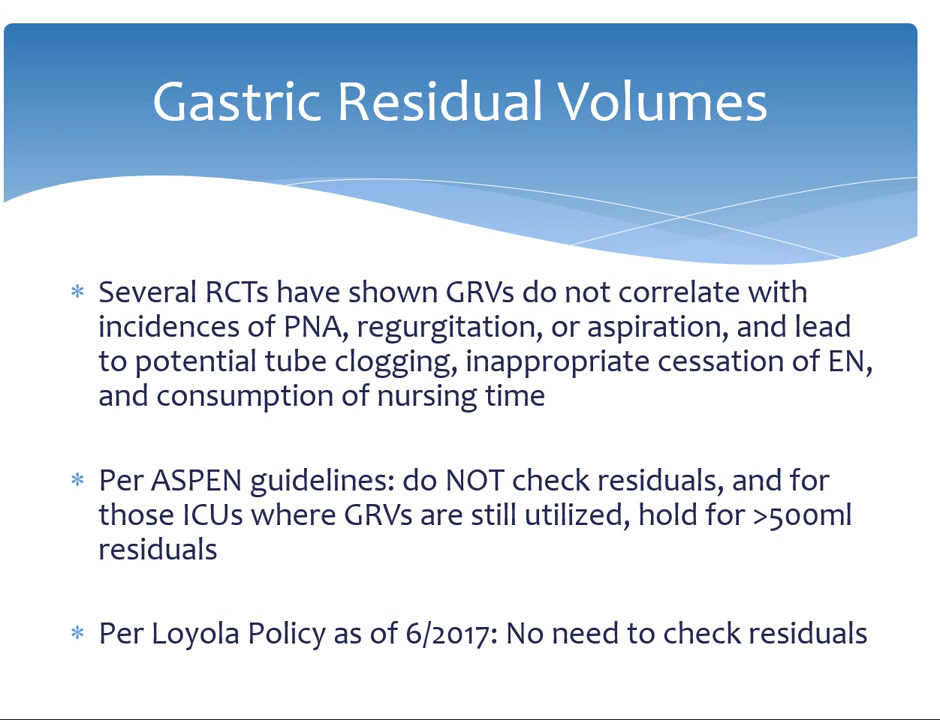 Gastric Residual Volumes
* Several RCTs have shown GRVs do not correlate with
incidences of PNA, regurgitation, or aspiration, and lead
to potential tube clogging, inappropriate cessation of EN,
and consumption of nursing time
* Per ASPEN guidelines: do NOT check residuals, and for
those ICUs where GRVs are still utilized, hold for >500ml
residuals
* Per Loyola Policy as of 6/2017: No need to check residuals